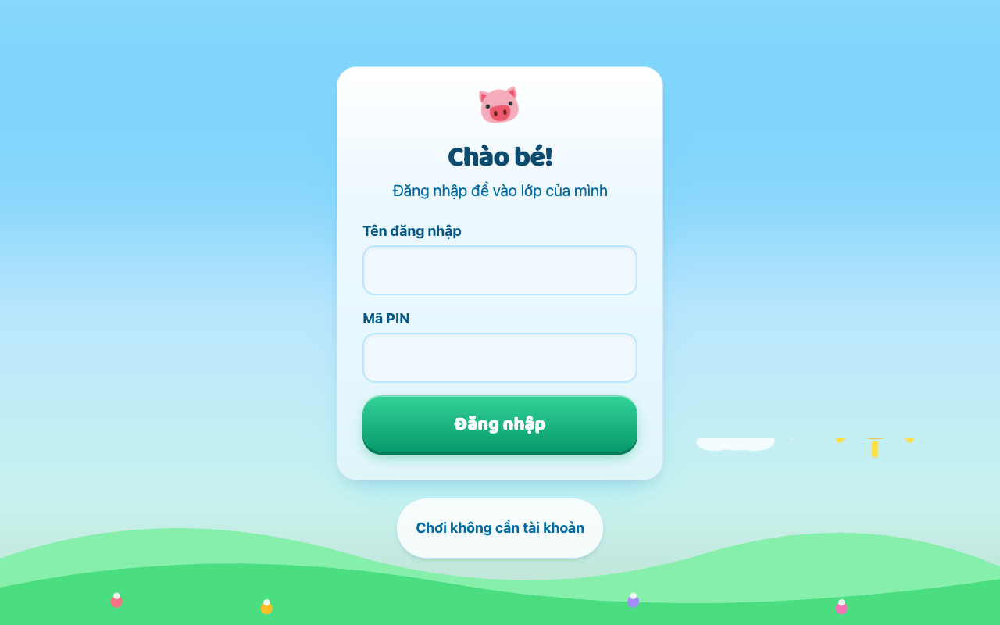 Chào bé!
Đăng nhập để vào lớp của mình
Tên đăng nhập
Mã PIN
Đăng nhập
Chơi không cần tài khoản